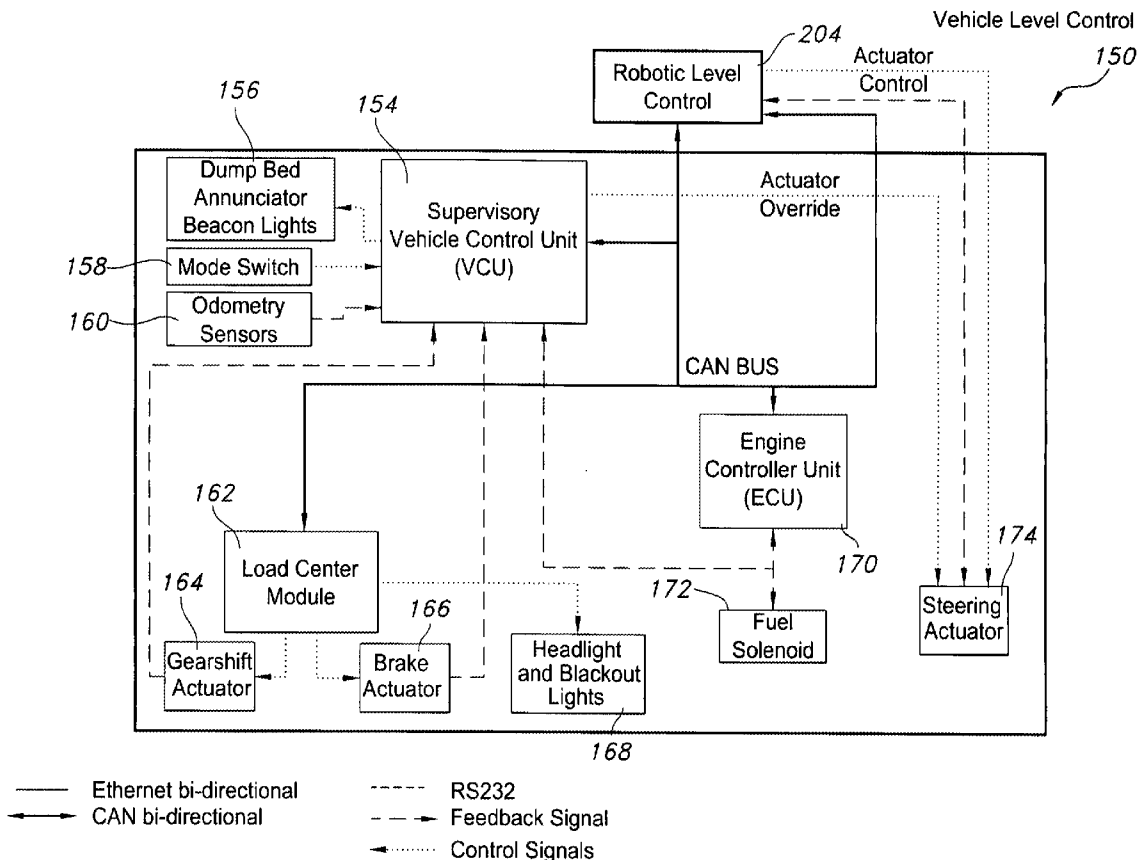 Vehicle Level Control
150
204
Robotic Level
Control
Actuator
Control
156
154
Dump Bed
Annunciator
Beacon Lights
Supervisory
Vehicle Control Unit
(VCU)
Actuator
Override
158
Mode Switch
160
Odometry
Sensors
CAN BUS
Engine
Controller Unit
(ECU)
170
162
Load Center
Module
164
Gearshift
Actuator
166
Brake
Actuator
Headlight
and Blackout
Lights
168
172
Fuel
Solenoid
174
Steering
Actuator
Ethernet bi-directional
CAN bi-directional
RS232
Feedback Signal
Control Signals